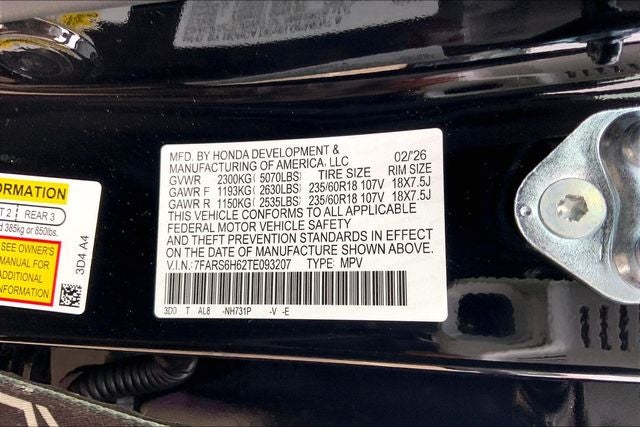 MFD. BY HONDA DEVELOPMENT &
MANUFACTURING OF AMERICA, LLC 02/'26
GVWR 2300KG ( 5070LBS) TIRE SIZE RIM SIZE
GAWR F 1193KG ( 2630LBS) 235/60R18 107V 18X7.5J
GAWR R 1150KG ( 2535LBS) 235/60R18 107V 18X7.5J
THIS VEHICLE CONFORMS TO ALL APPLICABLE
FEDERAL MOTOR VEHICLE SAFETY
AND THEFT PREVENTION STANDARDS IN EFFECT
ON THE DATE OF MANUFACTURE SHOWN ABOVE.
V.I.N.:7FARS6H62TE093207 TYPE: MPV
3D0 T AL8 -NH731P -V -E
ORMATION
T 2 REAR 3
d 385kg or 850lbs.
SEE OWNER'S
MANUAL FOR
ADDITIONAL
INFORMATION
3D4 A4